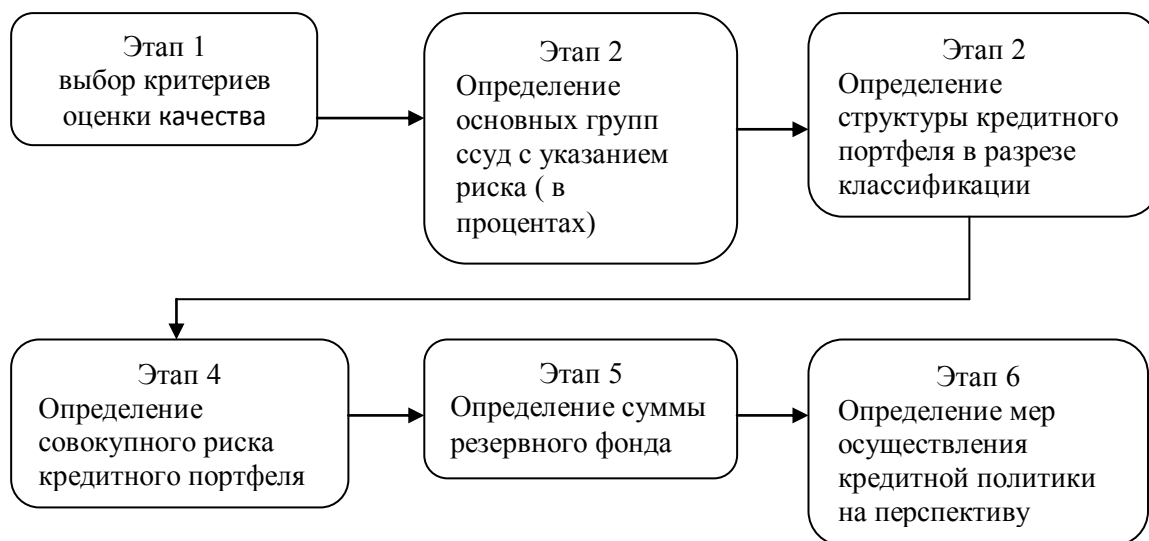 Этап 1
выбор критериев
оценки качества
Этап 2
Определение
основных групп
ссуд с указанием
риска ( в
процентах)
Этап 2
Определение
структуры кредитного
портфеля в разрезе
классификации
Этап 4
Определение
совокупного риска
кредитного портфеля
Этап 5
Определение суммы
резервного фонда
Этап 6
Определение мер
осуществления
кредитной политики
на перспективу